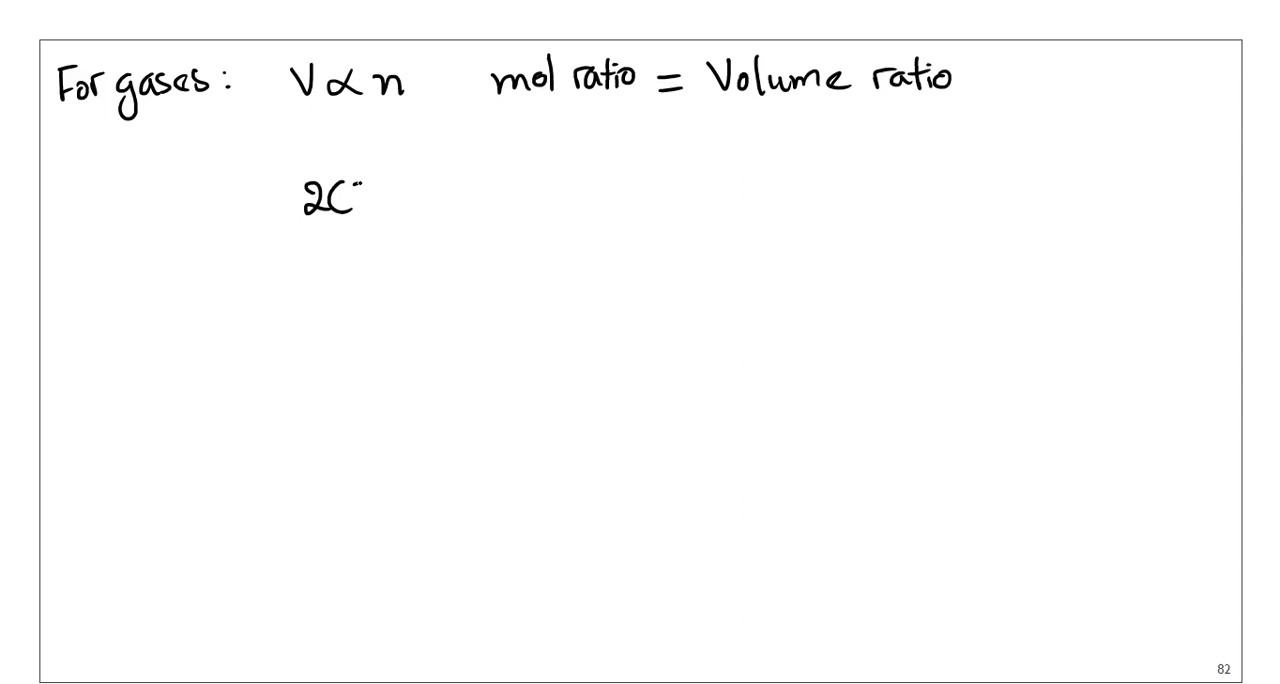 For gases: V ∝ n mol ratio = Volume ratio
2C
82